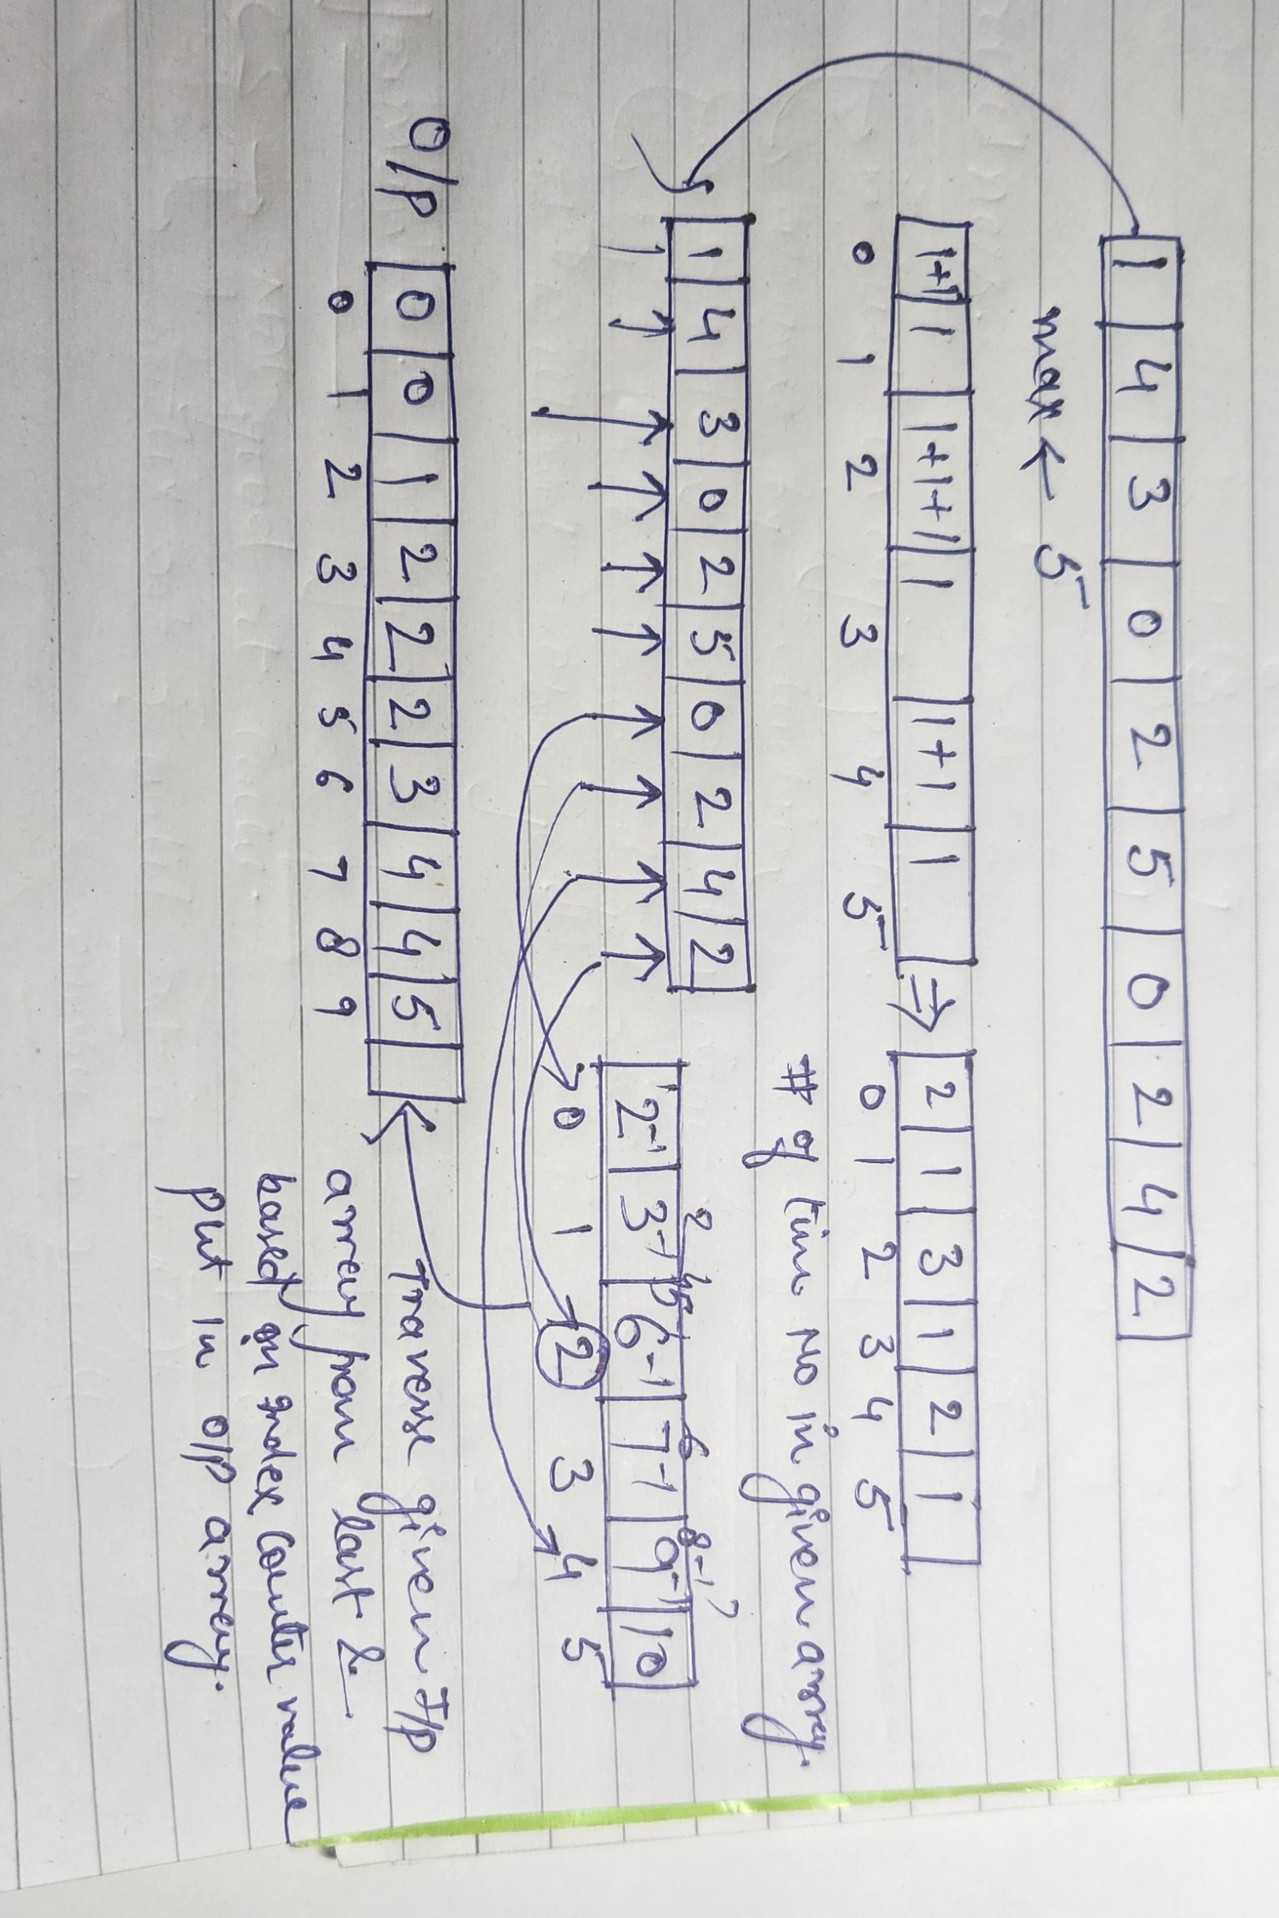 1 4 3 0 2 5 0 2 4 2
max ← 5
1+1 1 1+1+1 1 1+1 1 ⇒ 2 1 3 1 2 1
0 1 2 3 4 5 0 1 2 3 4 5
# of time No in given array.
1 4 3 0 2 5 0 2 4 2
2-1 3-1 6-1 7-1 9-1 10
2 5 4 6 8-1 7
0 1 2 3 4 5
O/P 0 0 1 2 2 2 3 4 4 5
0 1 2 3 4 5 6 7 8 9
Traverse given I/p
array from last &
based on index counter value
put in O/P array.